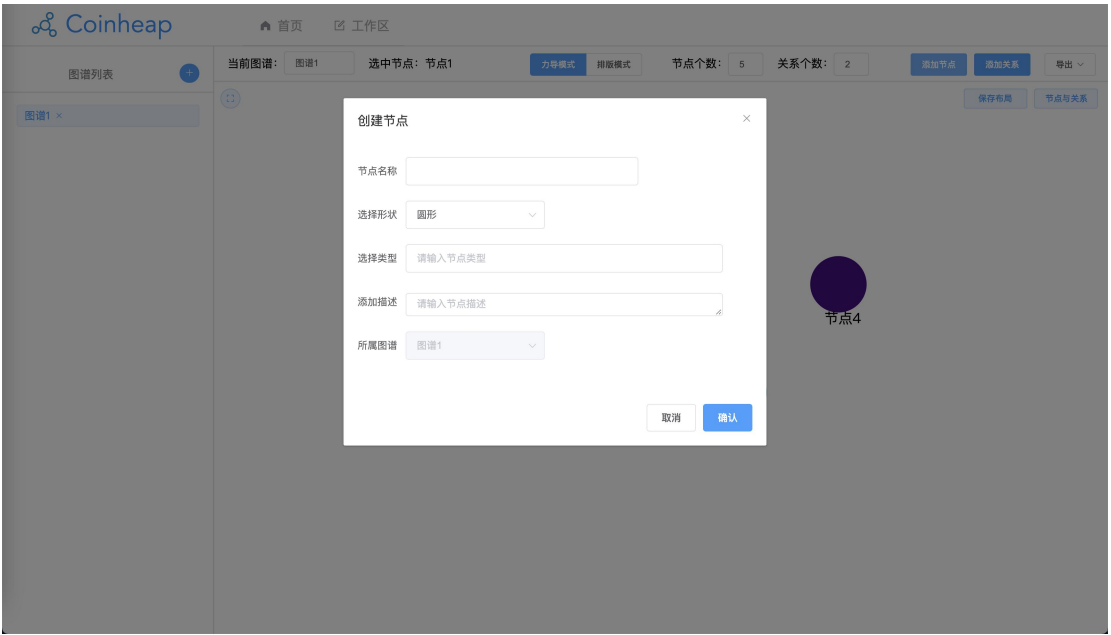 Coinheap 首页 工作区
图谱列表 + 当前图谱: 图谱1 选中节点: 节点1 力导模式 排版模式 节点个数: 5 关系个数: 2 添加节点 添加关系 导出
图谱1 × 保存布局 节点与关系
创建节点 ×
节点名称
选择形状 圆形
选择类型 请输入节点类型
添加描述 请输入节点描述
所属图谱 图谱1
取消 确认
节点4